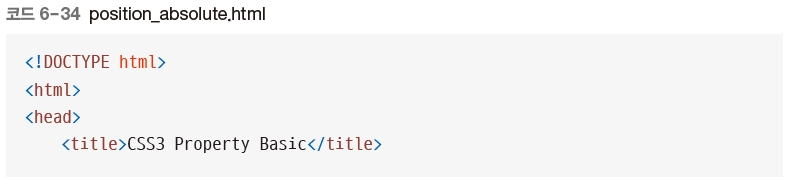 코드 6-34 position_absolute.html
<!DOCTYPE html>
<html>
<head>
    <title>CSS3 Property Basic</title>